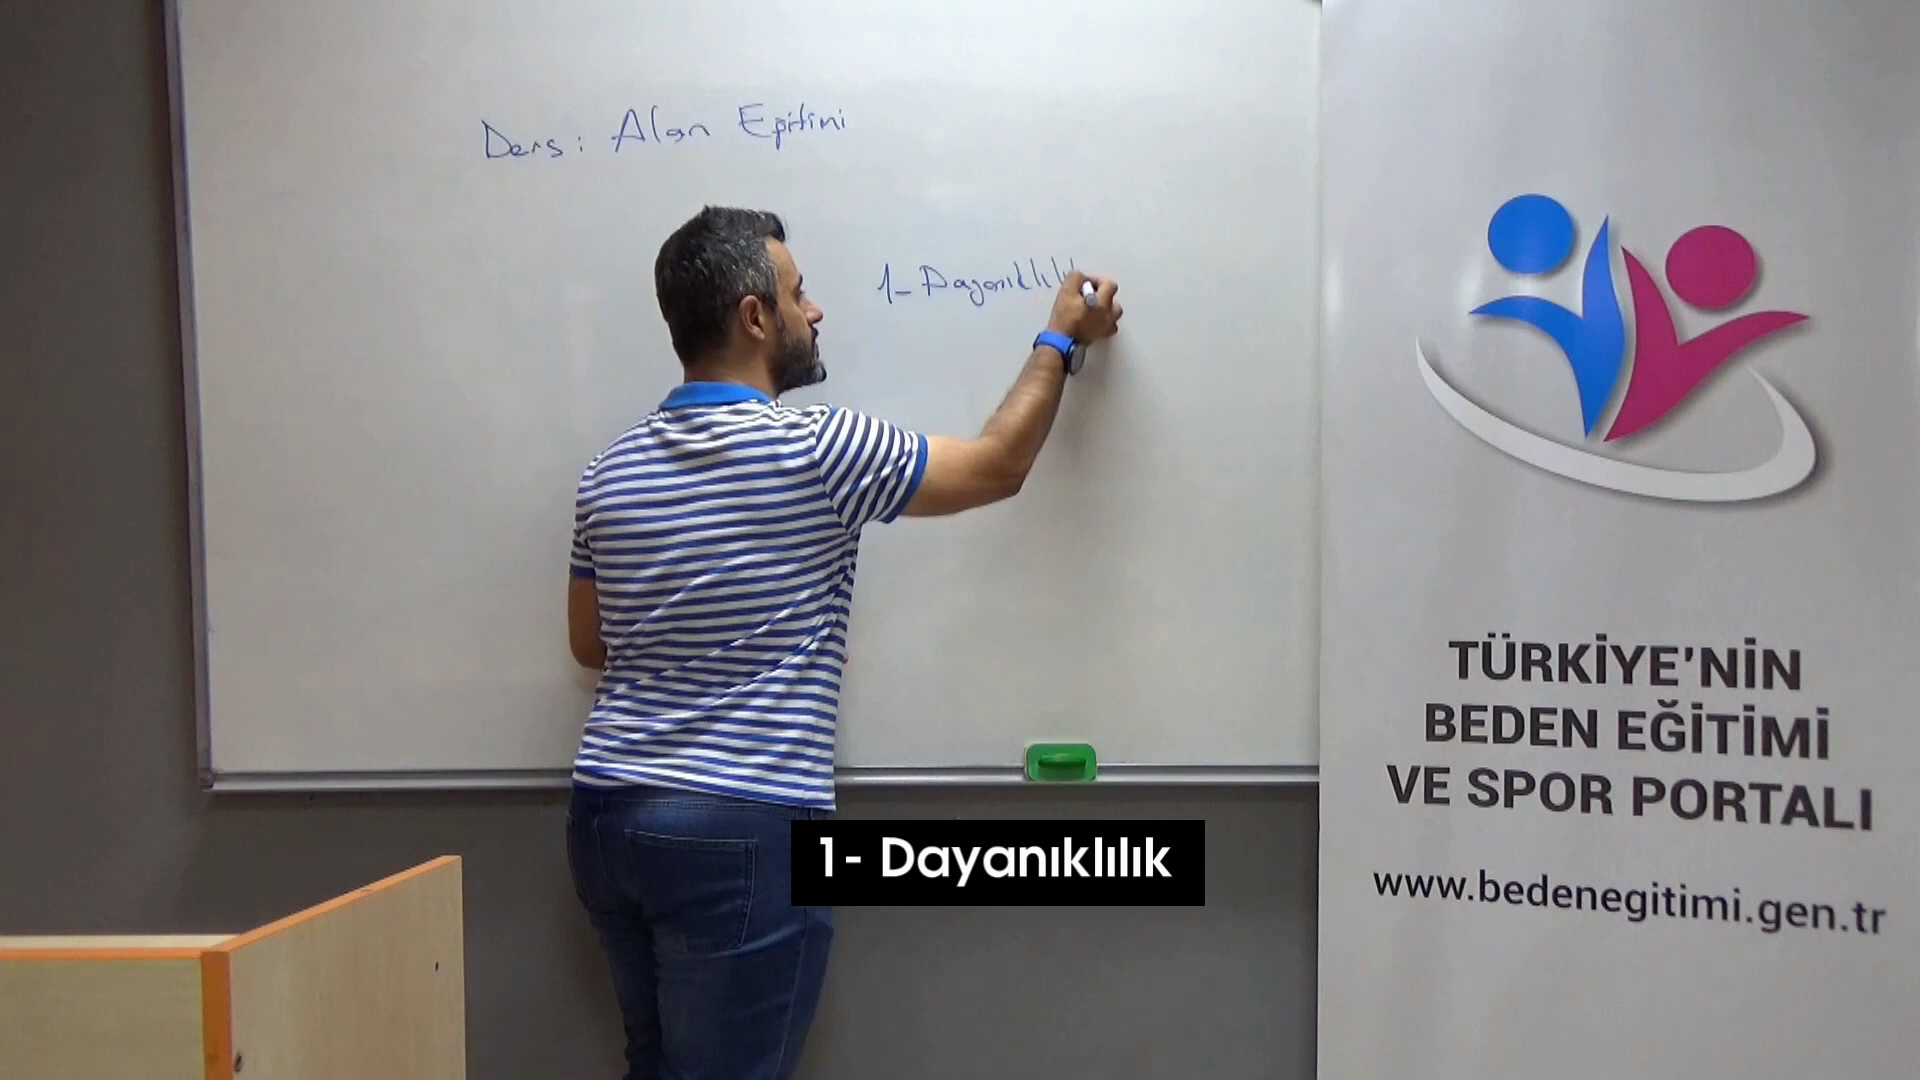 Ders: Alan Eğitimi
1- Dayanıklılı
1- Dayanıklılık
TÜRKİYE'NİN
BEDEN EĞİTİMİ
VE SPOR PORTALI
www.bedenegitimi.gen.tr